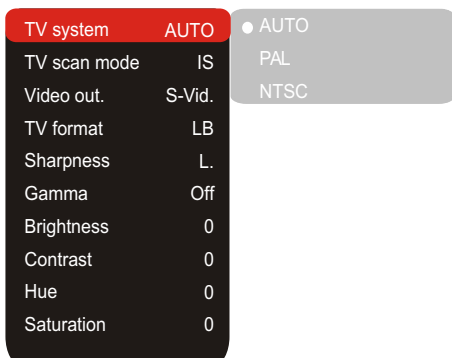 TV system AUTO
TV scan mode IS
Video out. S-Vid.
TV format LB
Sharpness L.
Gamma Off
Brightness 0
Contrast 0
Hue 0
Saturation 0
AUTO
PAL
NTSC